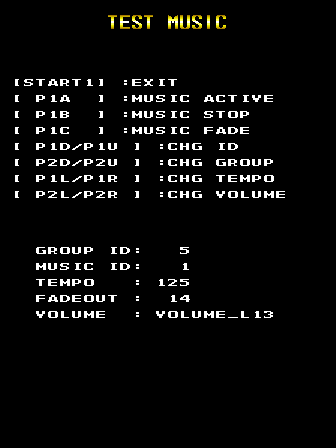 TEST MUSIC
[START1] :EXIT
[ P1A ] :MUSIC ACTIVE
[ P1B ] :MUSIC STOP
[ P1C ] :MUSIC FADE
[ P1D/P1U ] :CHG ID
[ P2D/P2U ] :CHG GROUP
[ P1L/P1R ] :CHG TEMPO
[ P2L/P2R ] :CHG VOLUME
GROUP ID: 5
MUSIC ID: 1
TEMPO : 125
FADEOUT : 14
VOLUME : VOLUME_L13